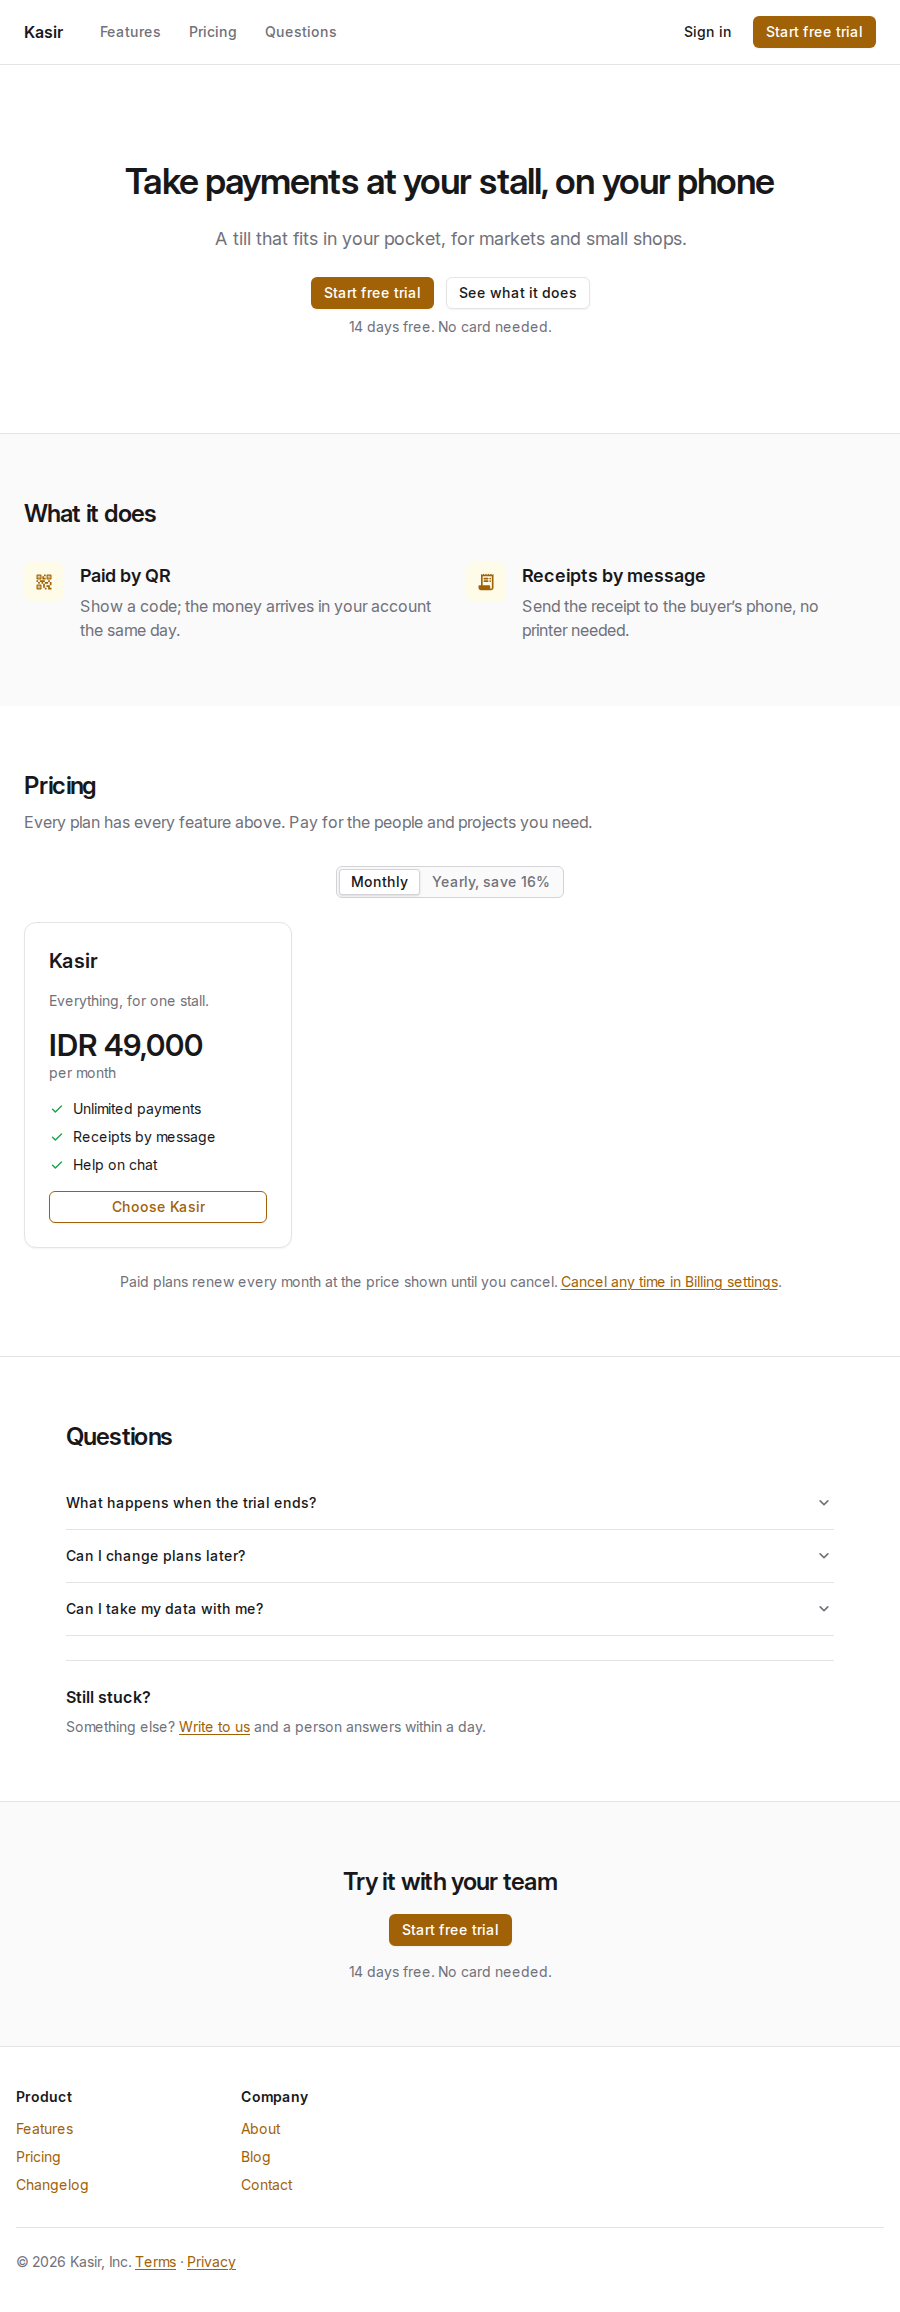 Kasir Features Pricing Questions Sign in Start free trial
Take payments at your stall, on your phone
A till that fits in your pocket, for markets and small shops.
Start free trial See what it does
14 days free. No card needed.
What it does
Paid by QR
Show a code; the money arrives in your account
the same day.
Receipts by message
Send the receipt to the buyer's phone, no
printer needed.
Pricing
Every plan has every feature above. Pay for the people and projects you need.
Monthly Yearly, save 16%
Kasir
Everything, for one stall.
IDR 49,000
per month
Unlimited payments
Receipts by message
Help on chat
Choose Kasir
Paid plans renew every month at the price shown until you cancel. Cancel any time in Billing settings.
Questions
What happens when the trial ends?
Can I change plans later?
Can I take my data with me?
Still stuck?
Something else? Write to us and a person answers within a day.
Try it with your team
Start free trial
14 days free. No card needed.
Product
Features
Pricing
Changelog
Company
About
Blog
Contact
© 2026 Kasir, Inc. Terms · Privacy